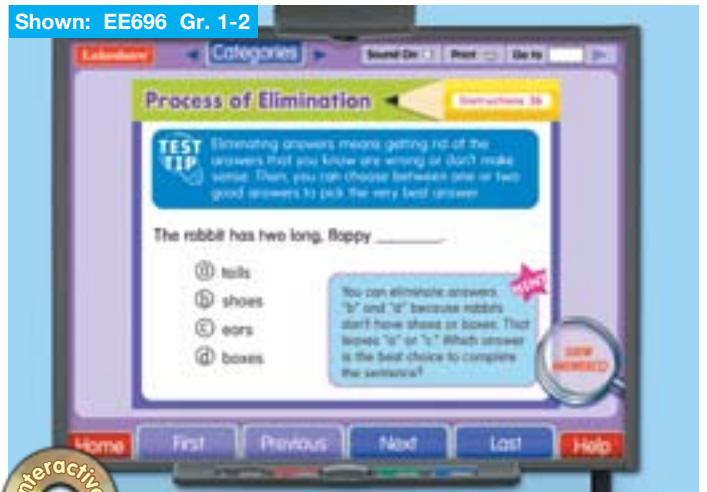 Shown: EE696 Gr. 1-2
Lakeshore
Categories
Sound On
Print
Go to
Process of Elimination
Instructions
TEST TIP
Eliminating answers means getting rid of the
answers that you know are wrong or don't make
sense. Then, you can choose between one or two
good answers to pick the very best answer.
The rabbit has two long, floppy ________.
a tails
b shoes
c ears
d boxes
HINT
You can eliminate answers
"b" and "d" because rabbits
don't have shoes or boxes. That
leaves "a" or "c." Which answer
is the best choice to complete
the sentence?
SHOW
ANSWER(S)
Home
First
Previous
Next
Last
Help
Interactive